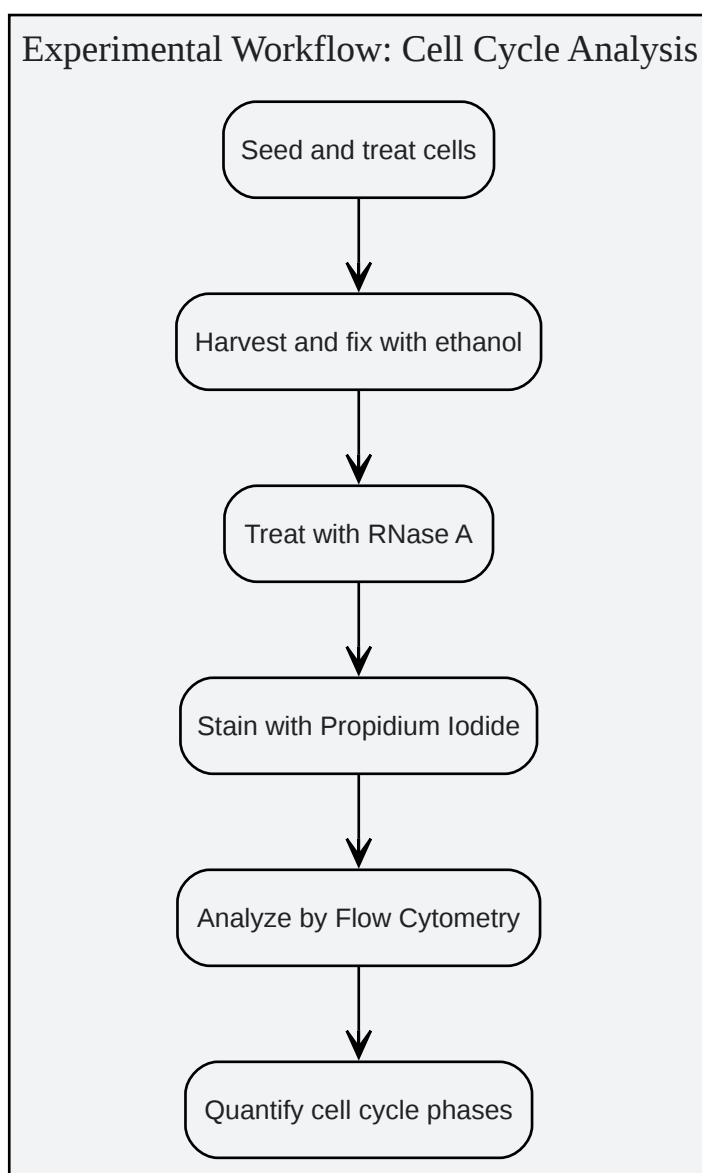 Experimental Workflow: Cell Cycle Analysis
Seed and treat cells
Harvest and fix with ethanol
Treat with RNase A
Stain with Propidium Iodide
Analyze by Flow Cytometry
Quantify cell cycle phases